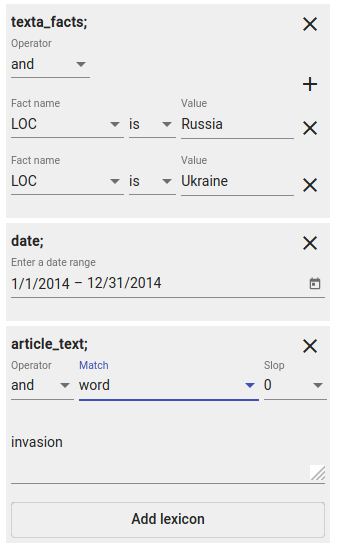 texta_facts;
Operator
and
Fact name Value
LOC is Russia
Fact name Value
LOC is Ukraine
date;
Enter a date range
1/1/2014 – 12/31/2014
article_text;
Operator Match Slop
and word 0
invasion
Add lexicon